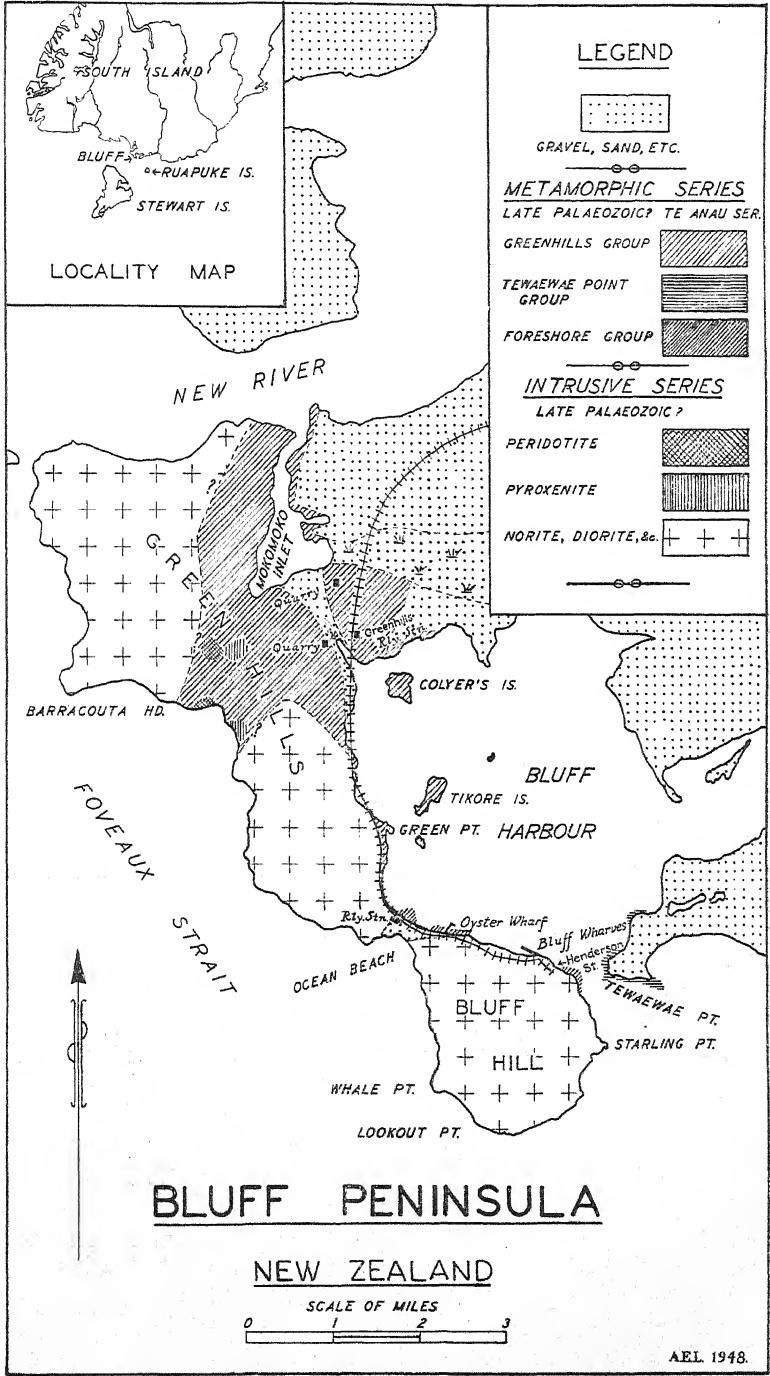 SOUTH ISLAND
BLUFF
RUAPUKE IS.
STEWART IS.
LOCALITY MAP
LEGEND
GRAVEL, SAND, ETC.
METAMORPHIC SERIES
LATE PALAEOZOIC? TE ANAU SER.
GREENHILLS GROUP
TEWAEWAE POINT
GROUP
FORESHORE GROUP
INTRUSIVE SERIES
LATE PALAEOZOIC?
PERIDOTITE
PYROXENITE
NORITE, DIORITE, &c.
NEW RIVER
MOKOMOKO
INLET
GREEN HILLS
Quarry
Quarry
Greenhills
Rly. Stn.
COLYER'S IS.
BARRACOUTA HD.
BLUFF
HARBOUR
TIKORE IS.
GREEN PT.
FOVEAUX STRAIT
Rly. Stn.
Oyster Wharf
Bluff Wharves
Henderson
St.
OCEAN BEACH
TEWAEWAE PT.
BLUFF
HILL
STARLING PT.
WHALE PT.
LOOKOUT PT.
BLUFF PENINSULA
NEW ZEALAND
SCALE OF MILES
0 1 2 3
AEL. 1948.